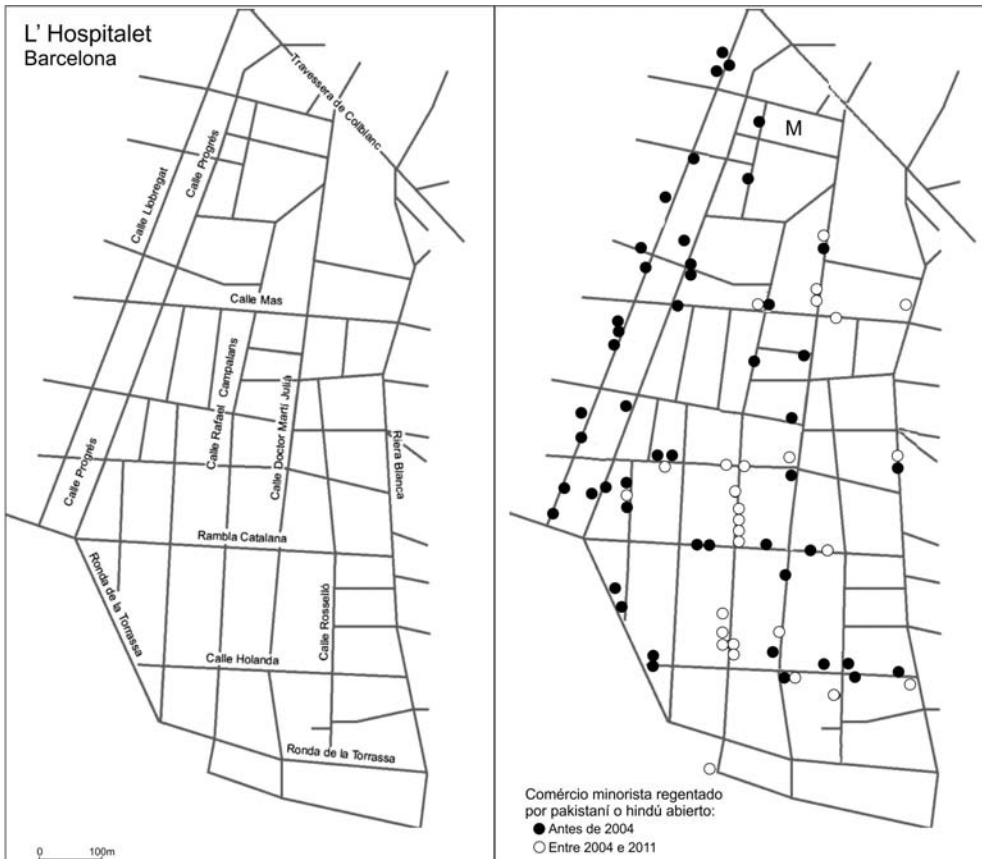 L' Hospitalet
Barcelona
Travessera de Collblanc
Calle Progrés
Calle Llobregat
Calle Mas
Calle Rafael Campalans
Calle Doctor Martí Julià
Calle Progrés
Riera Blanca
Rambla Catalana
Ronda de la Torrassa
Calle Rosselló
Calle Holanda
Ronda de la Torrassa
0 100m
M
Comércio minorista regentado
por pakistaní o hindú abierto:
Antes de 2004
Entre 2004 e 2011